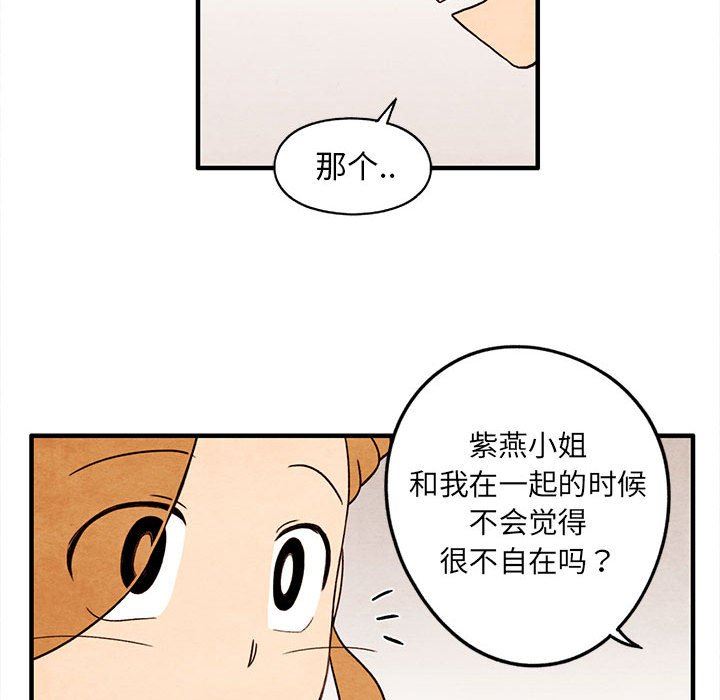 那个..
紫燕小姐
和我在一起的时候
不会觉得
很不自在吗？